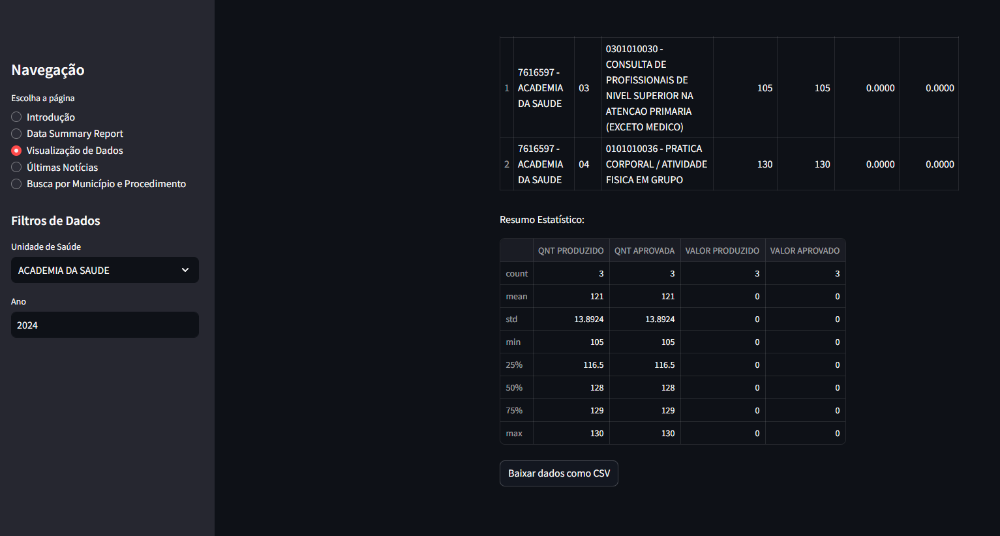 Navegação
Escolha a página
Introdução
Data Summary Report
Visualização de Dados
Últimas Notícias
Busca por Município e Procedimento
Filtros de Dados
Unidade de Saúde
ACADEMIA DA SAUDE
Ano
2024
1 7616597 - ACADEMIA DA SAUDE 03 0301010030 - CONSULTA DE PROFISSIONAIS DE NIVEL SUPERIOR NA ATENCAO PRIMARIA (EXCETO MEDICO) 105 105 0.0000 0.0000
2 7616597 - ACADEMIA DA SAUDE 04 0101010036 - PRATICA CORPORAL / ATIVIDADE FISICA EM GRUPO 130 130 0.0000 0.0000
Resumo Estatístico:
QNT PRODUZIDO QNT APROVADA VALOR PRODUZIDO VALOR APROVADO
count 3 3 3 3
mean 121 121 0 0
std 13.8924 13.8924 0 0
min 105 105 0 0
25% 116.5 116.5 0 0
50% 128 128 0 0
75% 129 129 0 0
max 130 130 0 0
Baixar dados como CSV